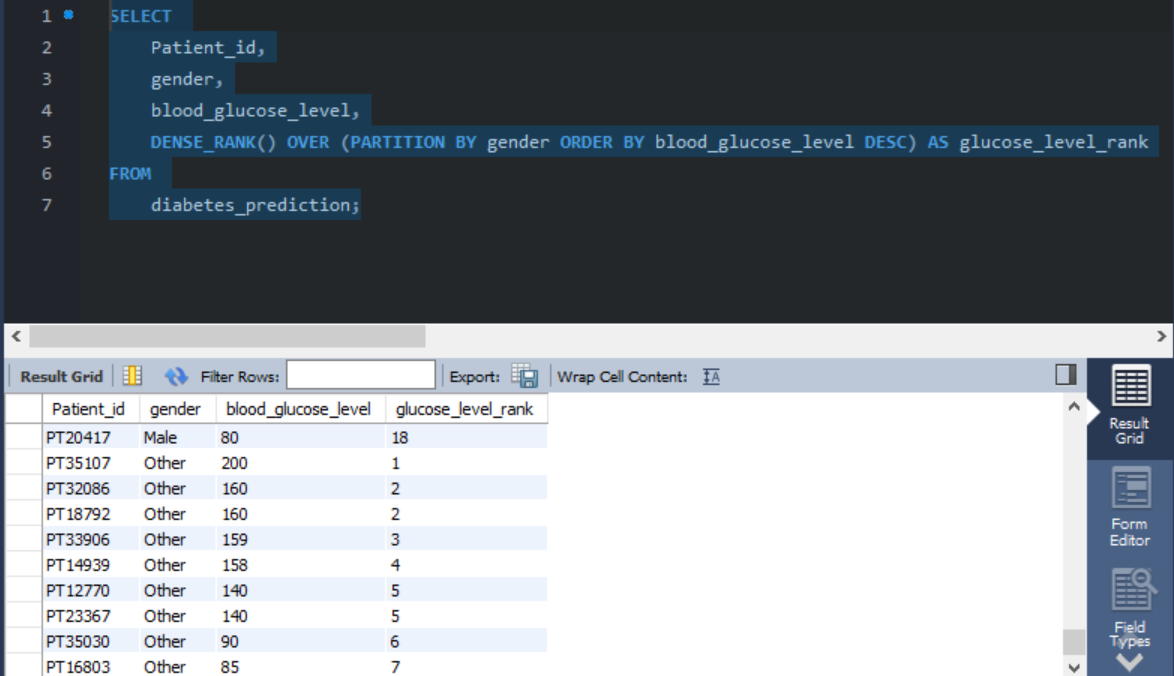 1 SELECT
2 Patient_id,
3 gender,
4 blood_glucose_level,
5 DENSE_RANK() OVER (PARTITION BY gender ORDER BY blood_glucose_level DESC) AS glucose_level_rank
6 FROM
7 diabetes_prediction;
Result Grid Filter Rows: Export: Wrap Cell Content: IA
Patient_id gender blood_glucose_level glucose_level_rank
PT20417 Male 80 18
PT35107 Other 200 1
PT32086 Other 160 2
PT18792 Other 160 2
PT33906 Other 159 3
PT14939 Other 158 4
PT12770 Other 140 5
PT23367 Other 140 5
PT35030 Other 90 6
PT16803 Other 85 7
Result
Grid
Form
Editor
Field
Types